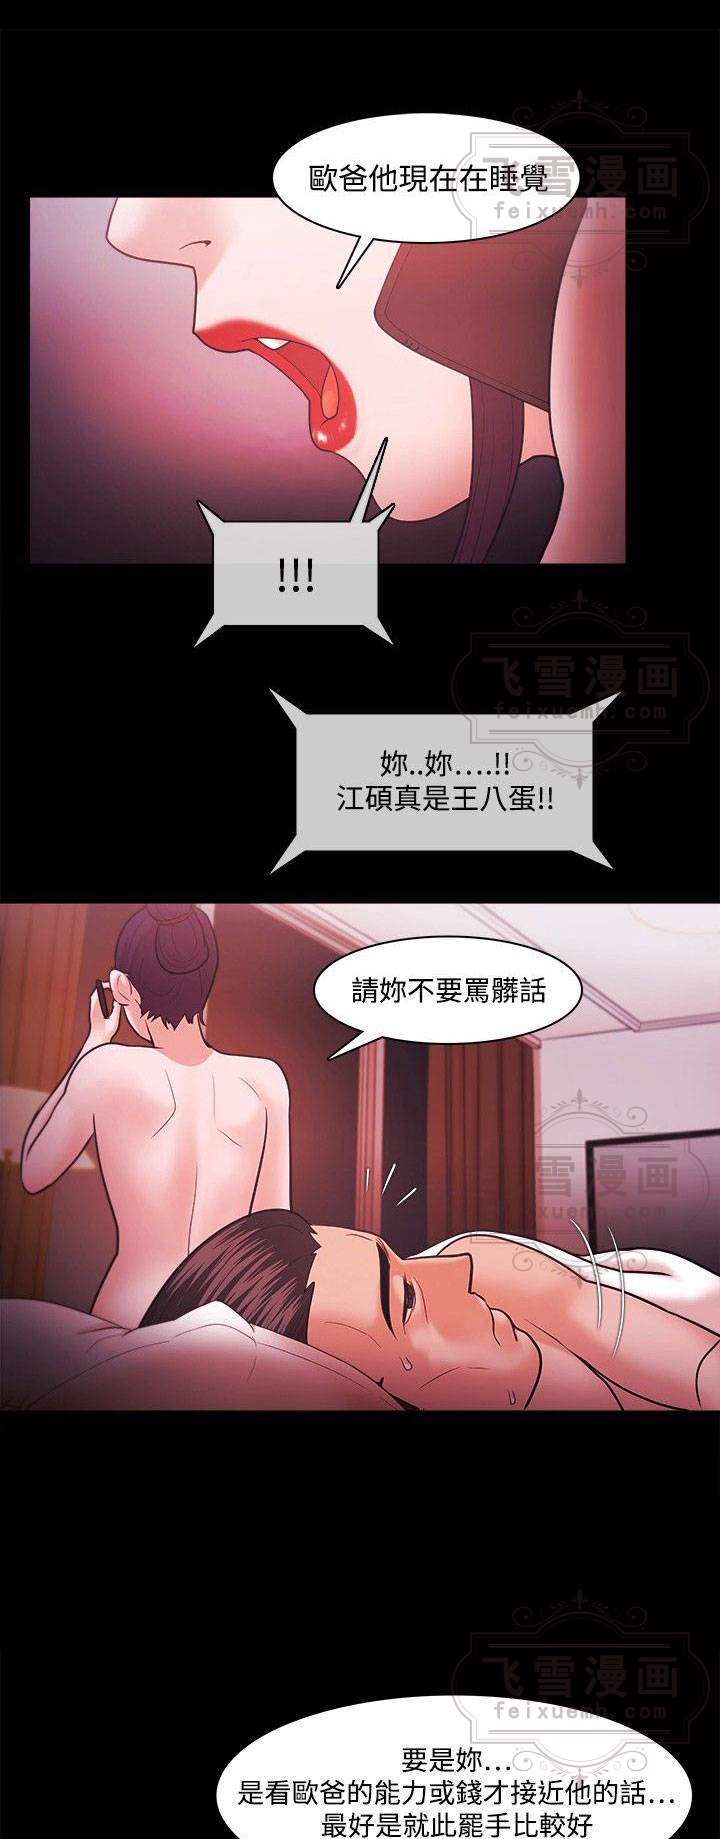 飞雪漫画
feixuemh.com
歐爸他現在在睡覺
!!!
飞雪漫画
feixuemh.com
妳..妳....!!
江碩真是王八蛋!!
請妳不要罵髒話
飞雪漫画
feixuemh.com
飞雪漫画
feixuemh.com
要是妳...
是看歐爸的能力或錢才接近他的話...
最好是就此罷手比較好